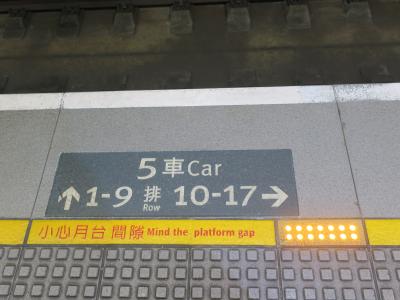 5車Car
↑1-9 排 Row 10-17→
小心月台間隙 Mind the platform gap